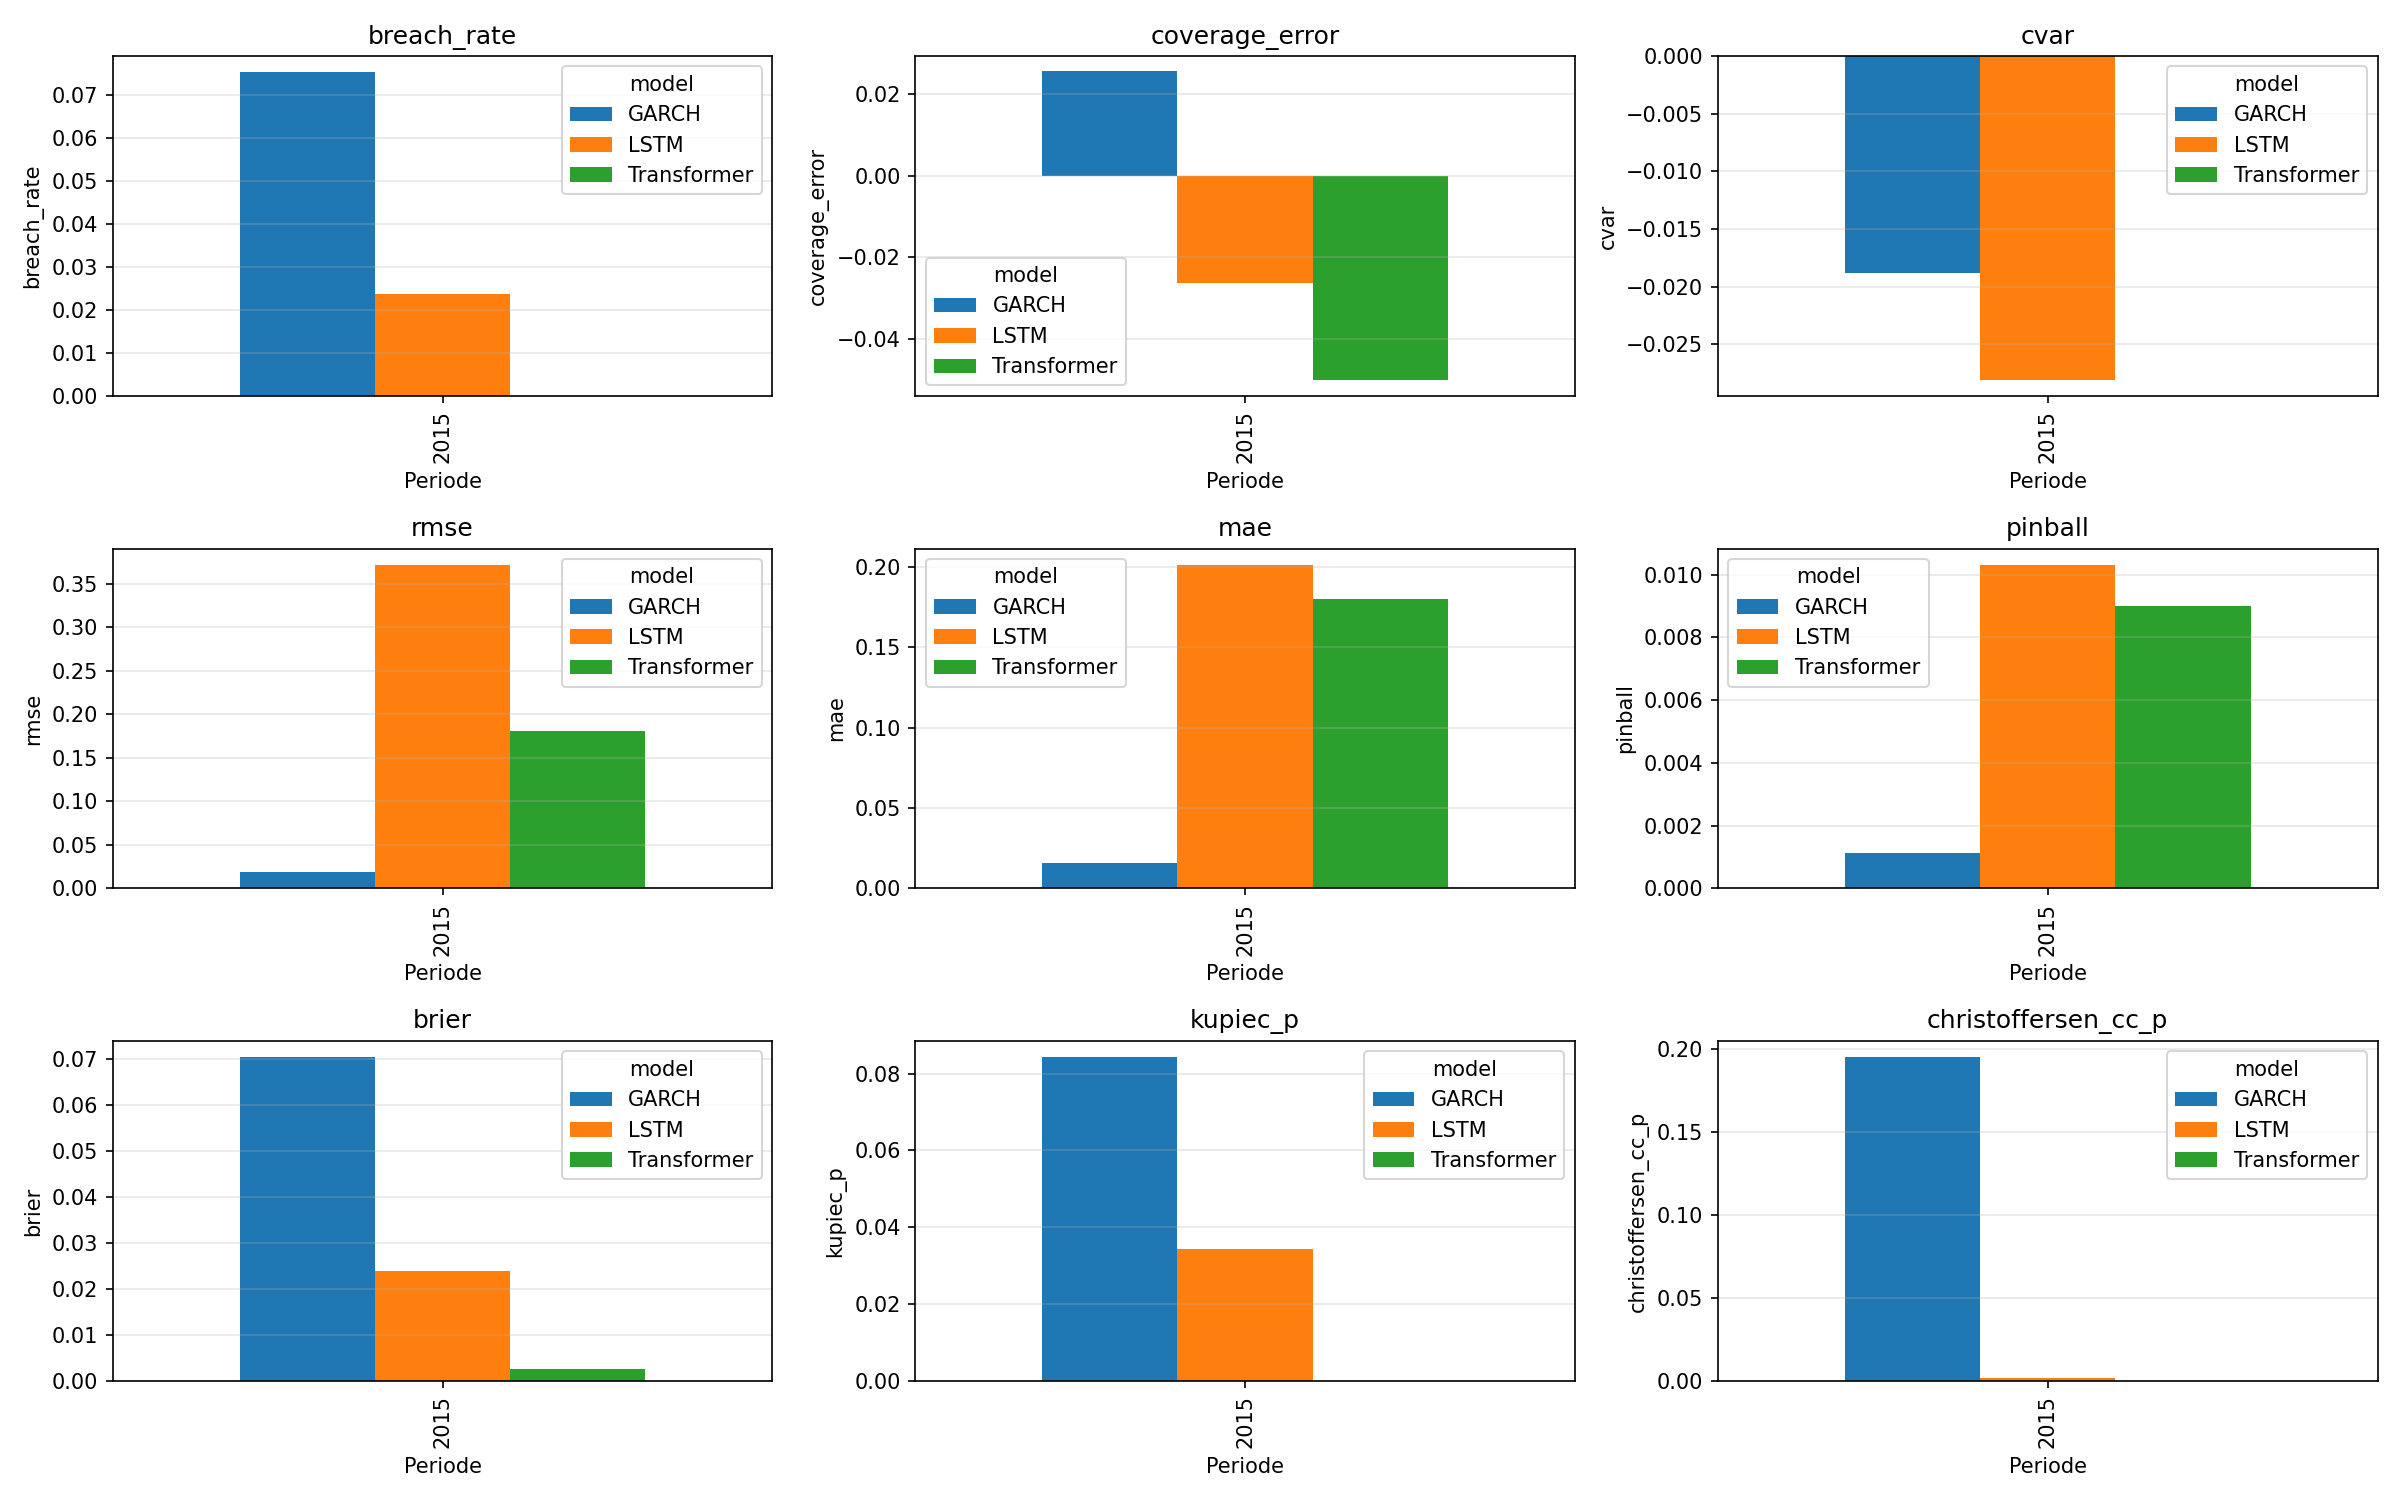 breach_rate
breach_rate
0.07
0.06
0.05
0.04
0.03
0.02
0.01
0.00
model
GARCH
LSTM
Transformer
2015
Periode
coverage_error
coverage_error
0.02
0.00
−0.02
−0.04
model
GARCH
LSTM
Transformer
2015
Periode
cvar
cvar
0.000
−0.005
−0.010
−0.015
−0.020
−0.025
model
GARCH
LSTM
Transformer
2015
Periode
rmse
rmse
0.35
0.30
0.25
0.20
0.15
0.10
0.05
0.00
model
GARCH
LSTM
Transformer
2015
Periode
mae
mae
0.20
0.15
0.10
0.05
0.00
model
GARCH
LSTM
Transformer
2015
Periode
pinball
pinball
0.010
0.008
0.006
0.004
0.002
0.000
model
GARCH
LSTM
Transformer
2015
Periode
brier
brier
0.07
0.06
0.05
0.04
0.03
0.02
0.01
0.00
model
GARCH
LSTM
Transformer
2015
Periode
kupiec_p
kupiec_p
0.08
0.06
0.04
0.02
0.00
model
GARCH
LSTM
Transformer
2015
Periode
christoffersen_cc_p
christoffersen_cc_p
0.20
0.15
0.10
0.05
0.00
model
GARCH
LSTM
Transformer
2015
Periode